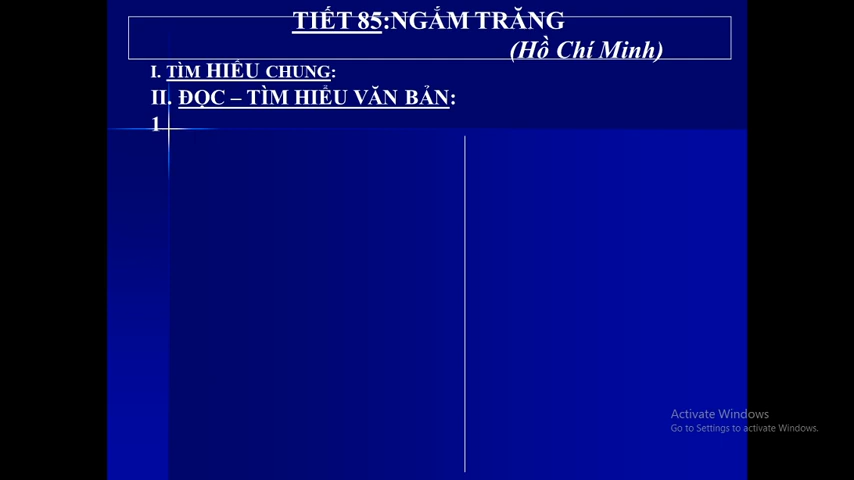 TIẾT 85:NGẮM TRĂNG
(Hồ Chí Minh)
I. TÌM HIỂU CHUNG:
II. ĐỌC – TÌM HIỂU VĂN BẢN:
1
Activate Windows
Go to Settings to activate Windows.